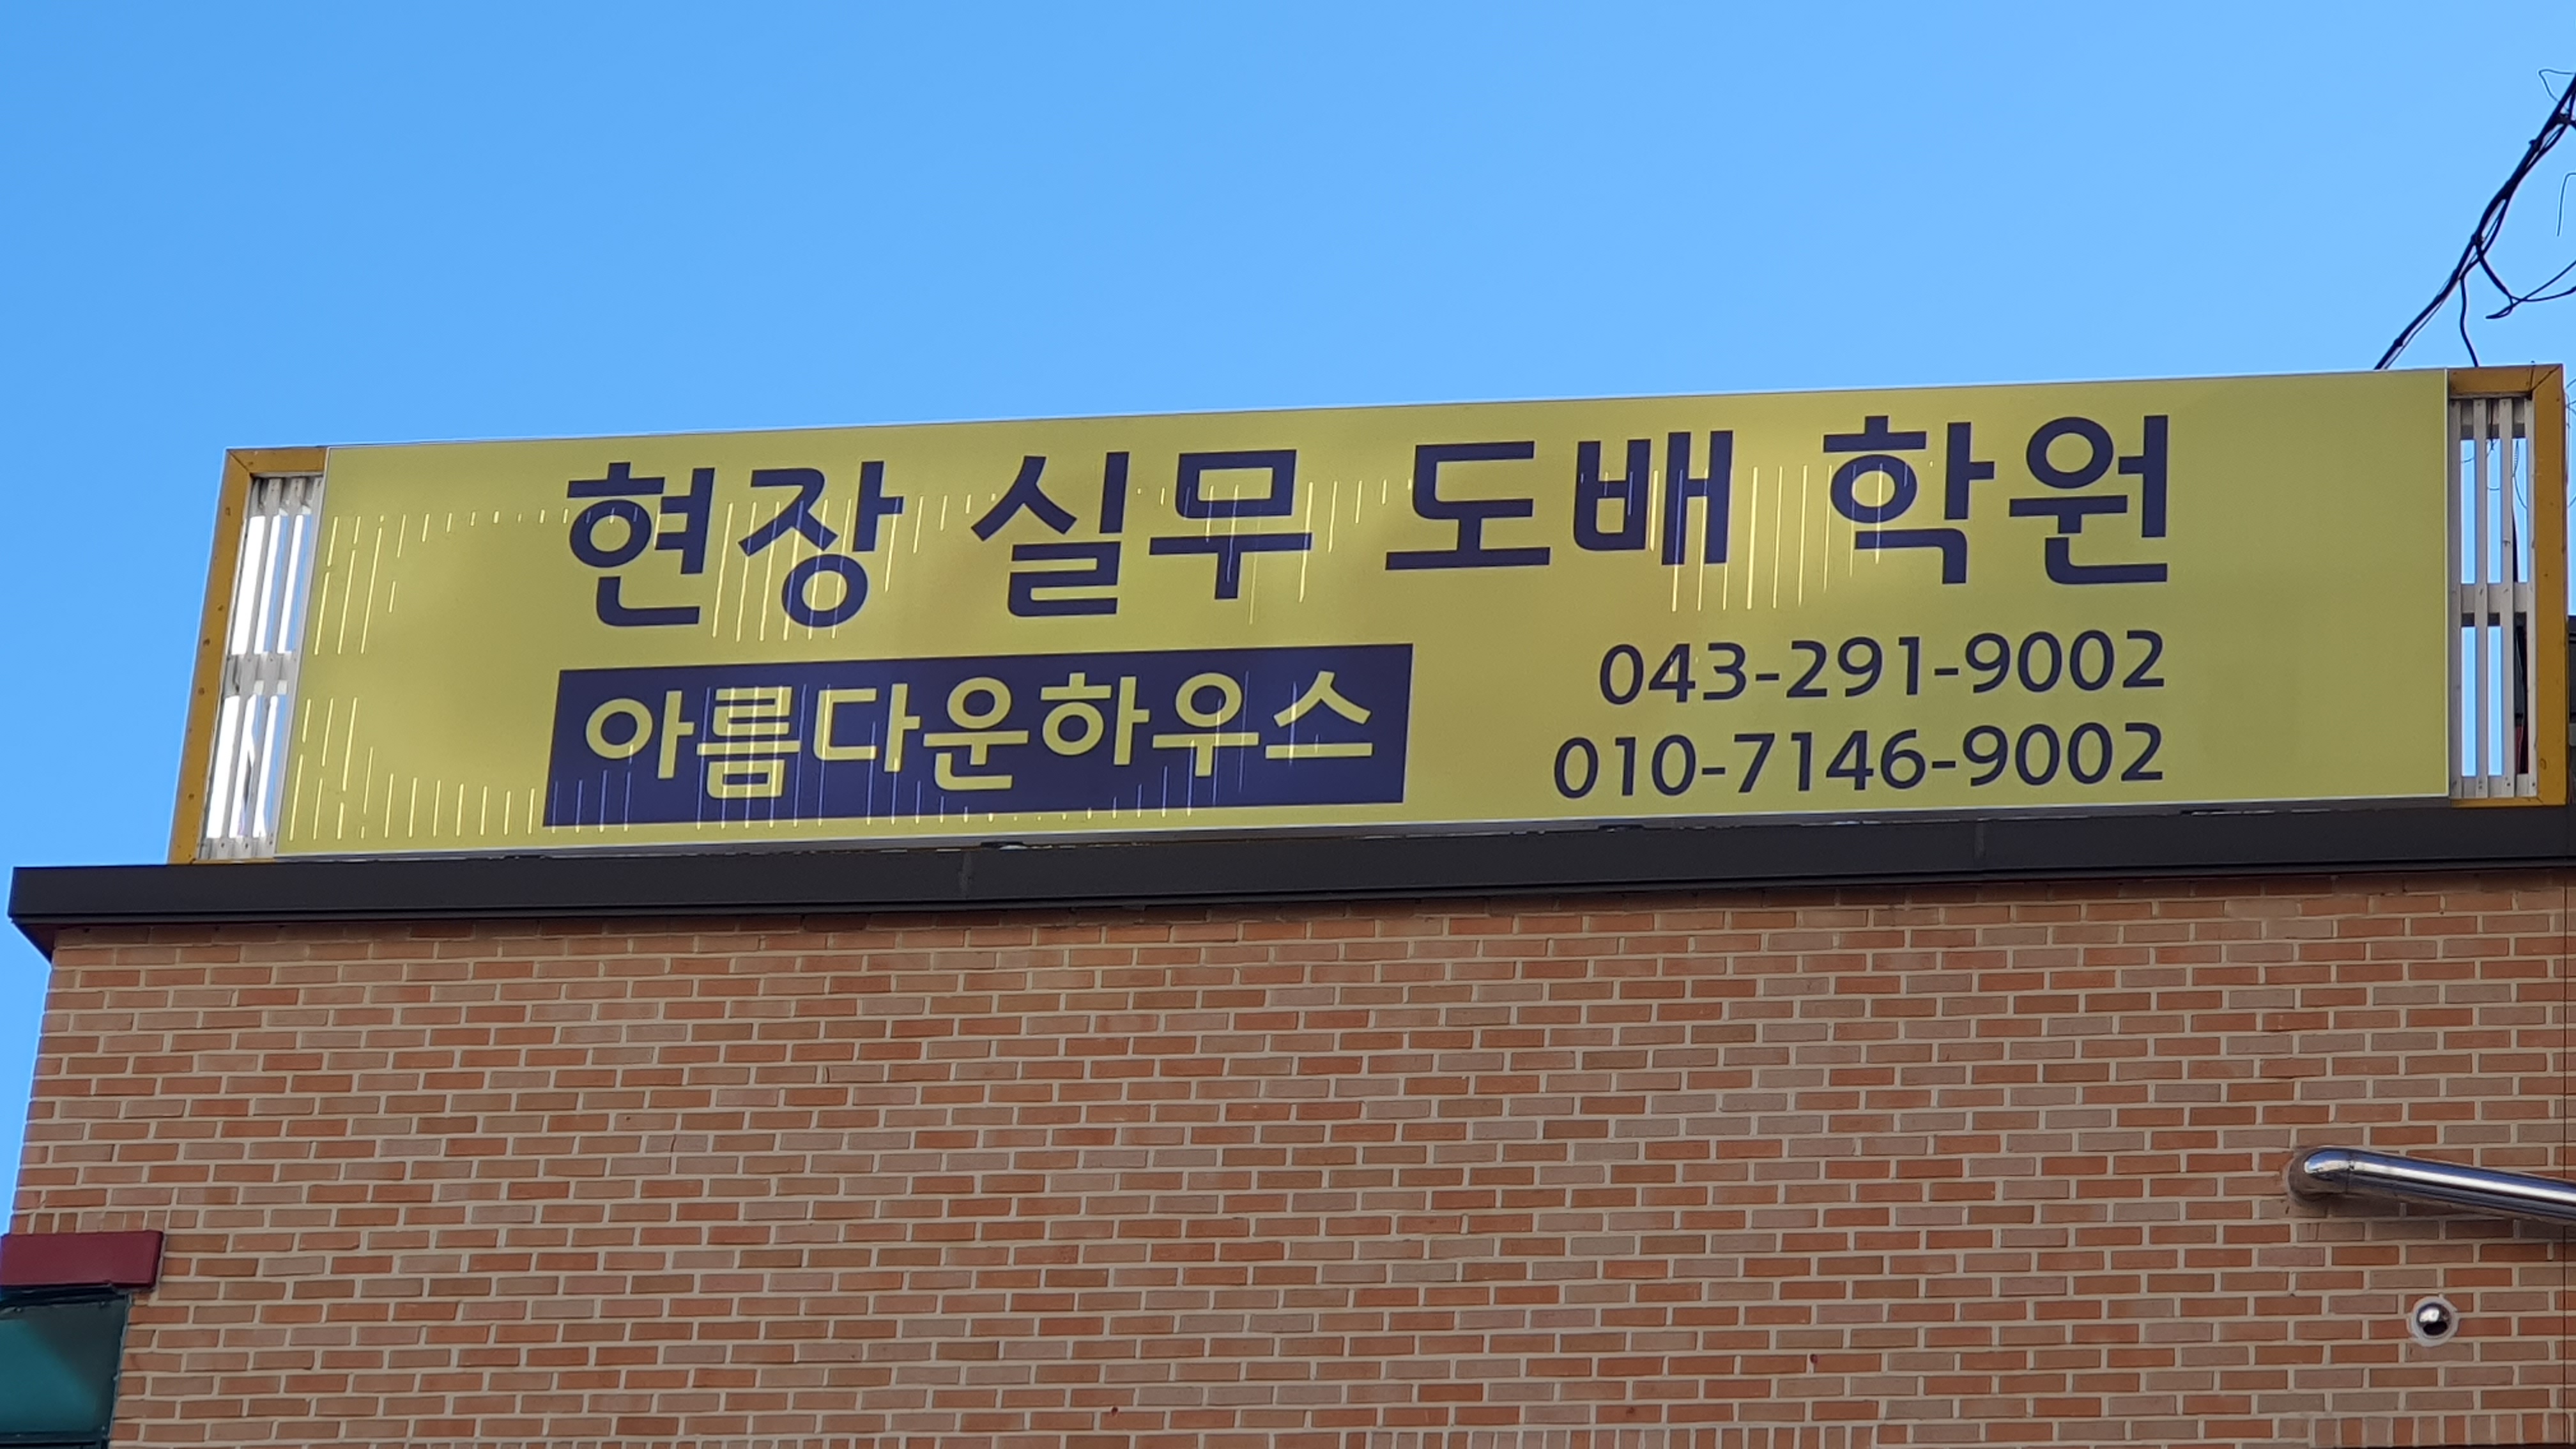 현장 실무 도배 학원
아름다운하우스
043-291-9002
010-7146-9002